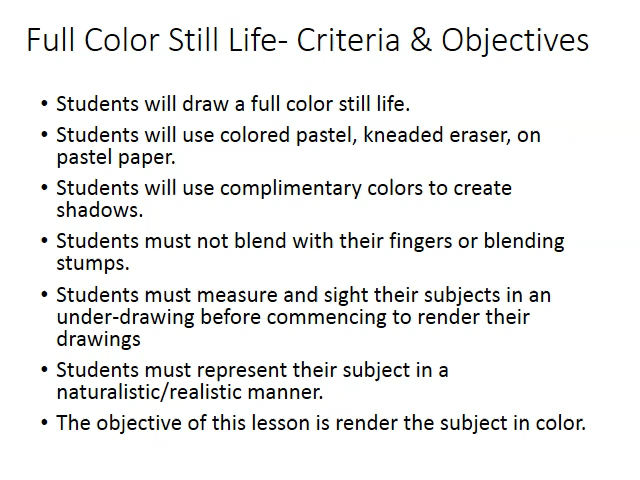 Full Color Still Life- Criteria & Objectives
• Students will draw a full color still life.
• Students will use colored pastel, kneaded eraser, on
pastel paper.
• Students will use complimentary colors to create
shadows.
• Students must not blend with their fingers or blending
stumps.
• Students must measure and sight their subjects in an
under-drawing before commencing to render their
drawings
• Students must represent their subject in a
naturalistic/realistic manner.
• The objective of this lesson is render the subject in color.